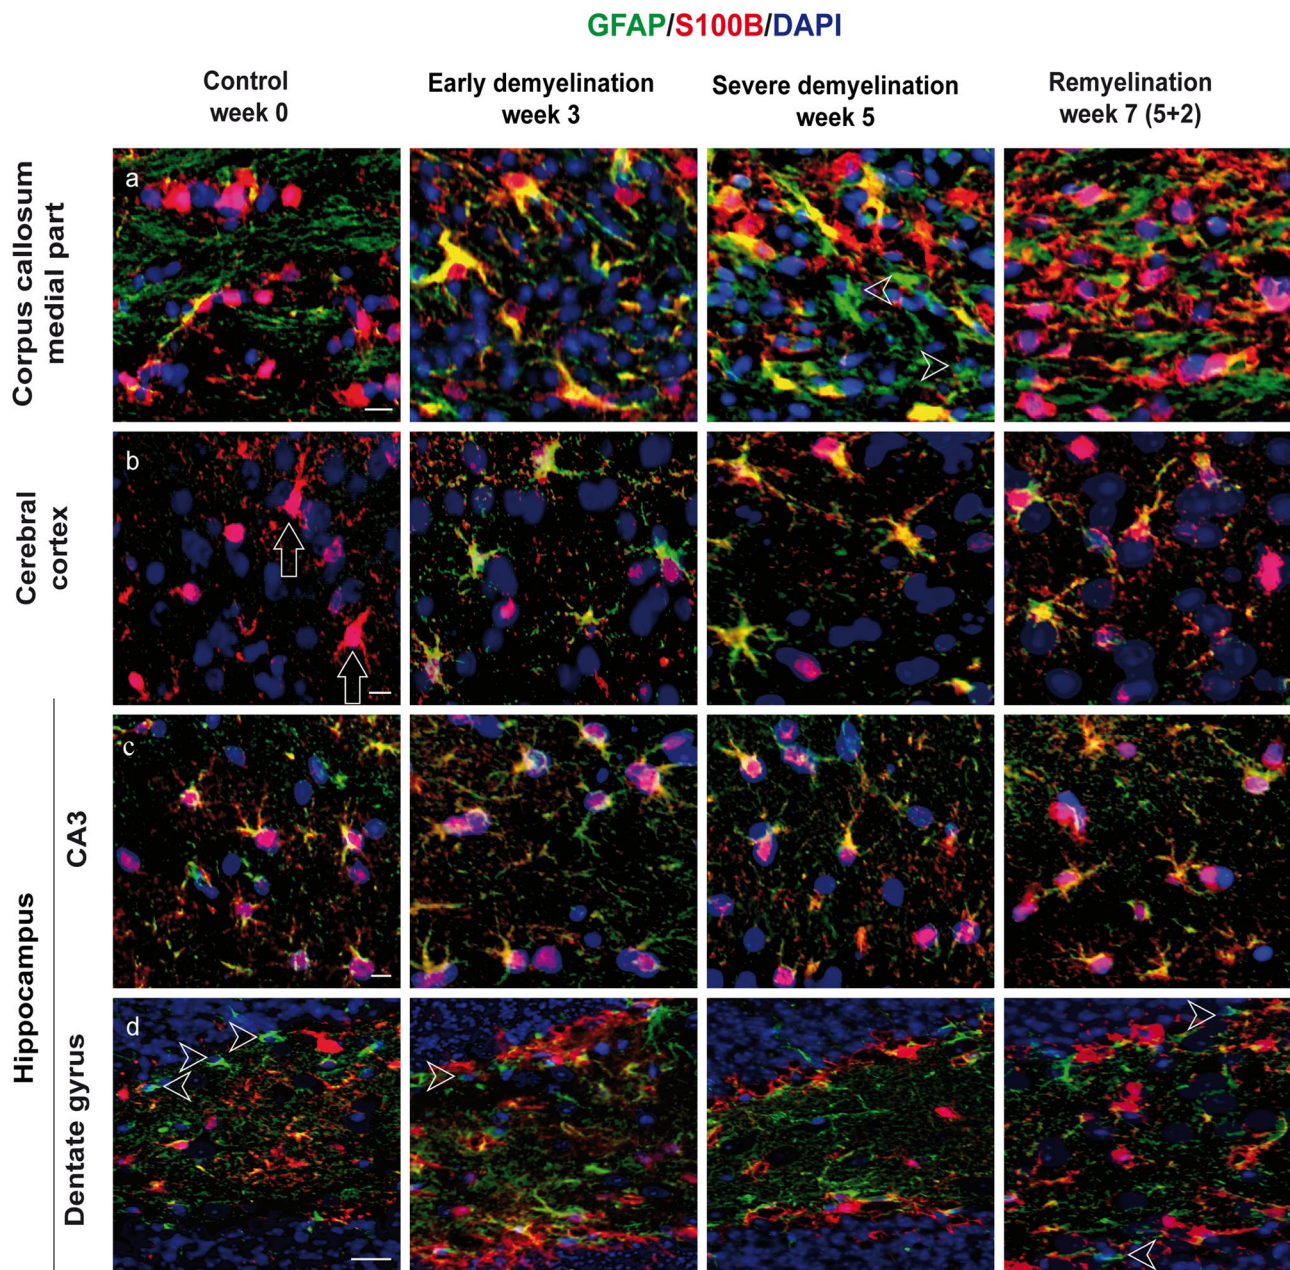 GFAP/S100B/DAPI
Control
week 0
Early demyelination
week 3
Severe demyelination
week 5
Remyelination
week 7 (5+2)
Corpus callosum
medial part
a
Cerebral
cortex
b
Hippocampus
CA3
c
Dentate gyrus
d